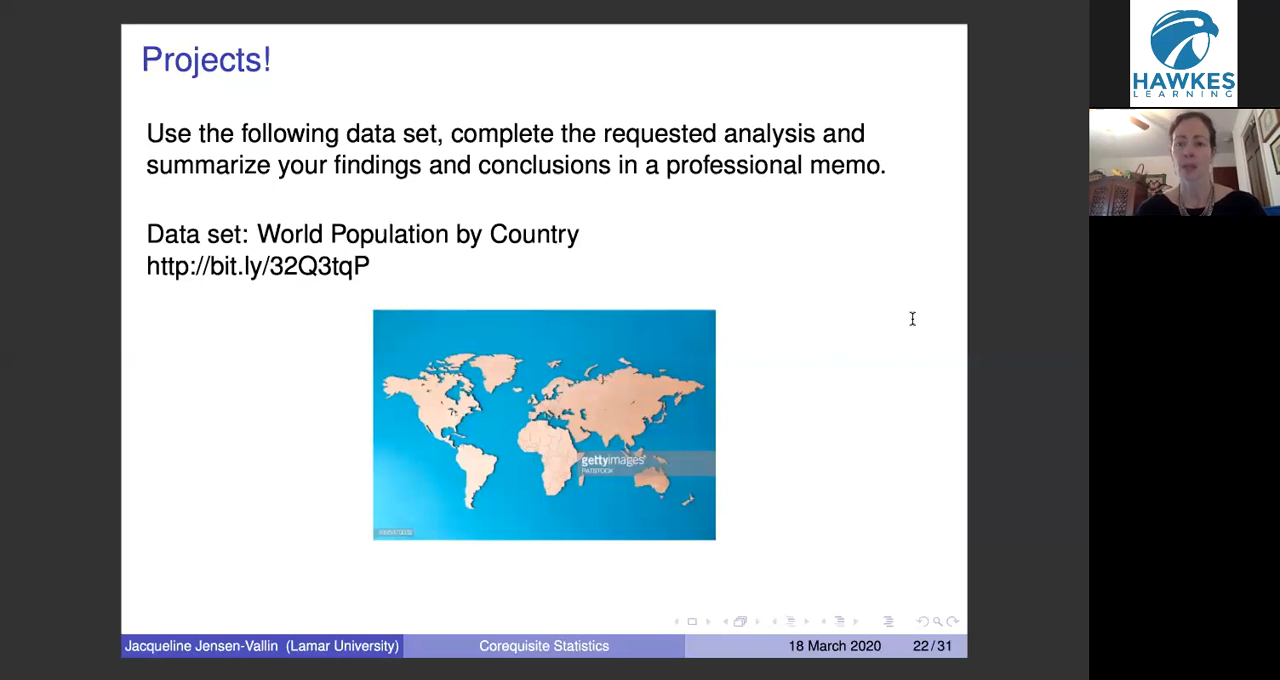 Projects!
Use the following data set, complete the requested analysis and
summarize your findings and conclusions in a professional memo.
Data set: World Population by Country
http://bit.ly/32Q3tqP
gettyimages
PATSTOCK
Jacqueline Jensen-Vallin (Lamar University)
Corequisite Statistics
18 March 2020
22/31
HAWKES
LEARNING